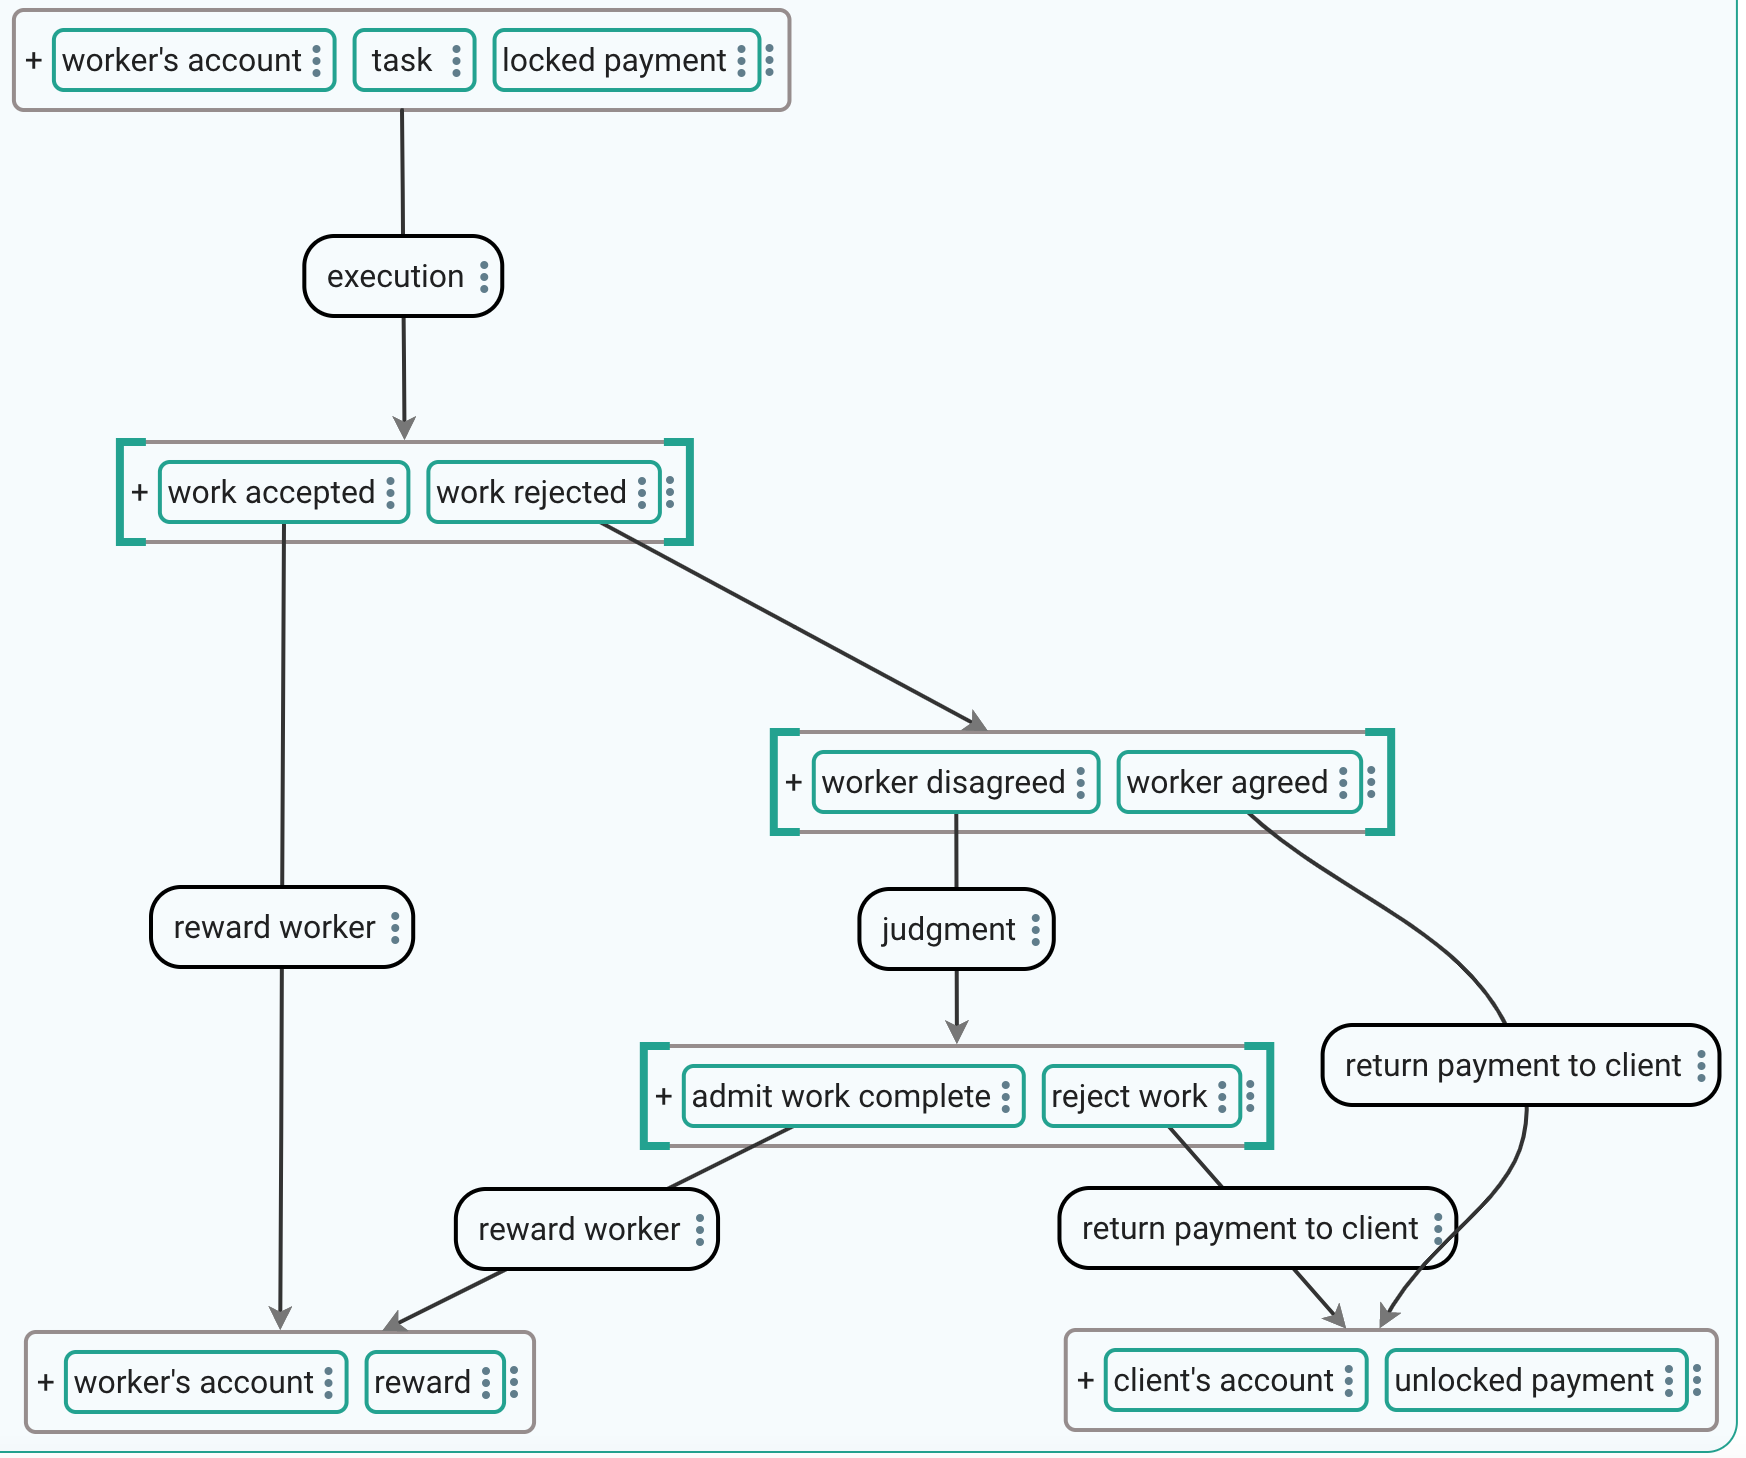 + worker's account task locked payment
execution
+ work accepted work rejected
+ worker disagreed worker agreed
reward worker
judgment
return payment to client
+ admit work complete reject work
reward worker
return payment to client
+ worker's account reward
+ client's account unlocked payment